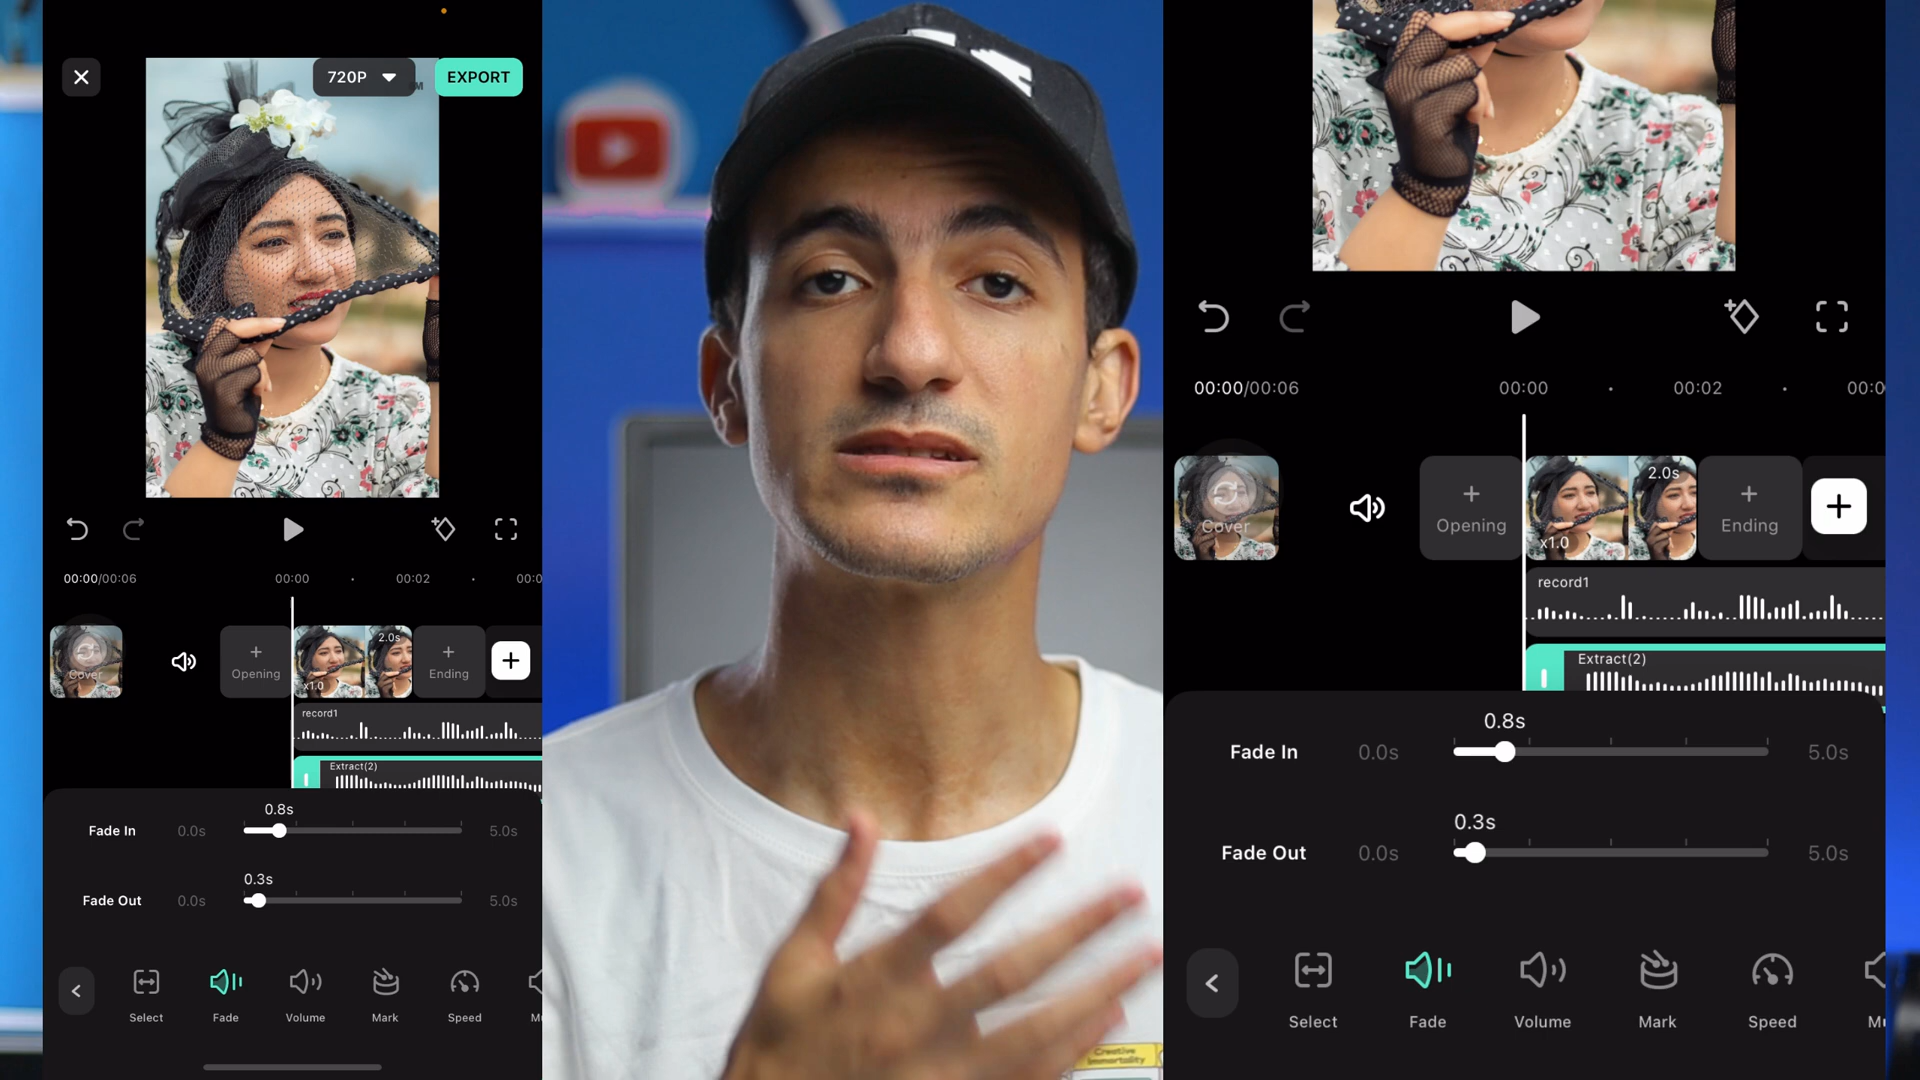 720P
EXPORT
00:00/00:06
00:00
00:02
Cover
Opening
x1.0
2.0s
Ending
record1
Extract(2)
0.8s
Fade In
0.0s
5.0s
0.3s
Fade Out
0.0s
5.0s
Select
Fade
Volume
Mark
Speed
Creative
Immortality
00:00/00:06
00:00
00:02
Cover
Opening
x1.0
2.0s
Ending
record1
Extract(2)
0.8s
Fade In
0.0s
5.0s
0.3s
Fade Out
0.0s
5.0s
Select
Fade
Volume
Mark
Speed